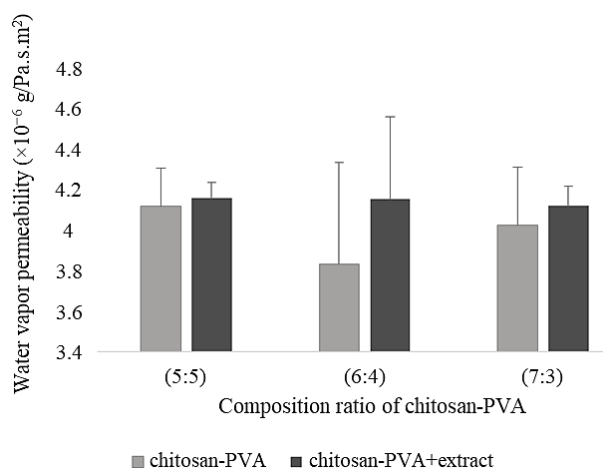 Water vapor permeability (×10⁻⁶ g/Pa.s.m²)
4.8
4.6
4.4
4.2
4
3.8
3.6
3.4
(5:5) (6:4) (7:3)
Composition ratio of chitosan-PVA
chitosan-PVA chitosan-PVA+extract